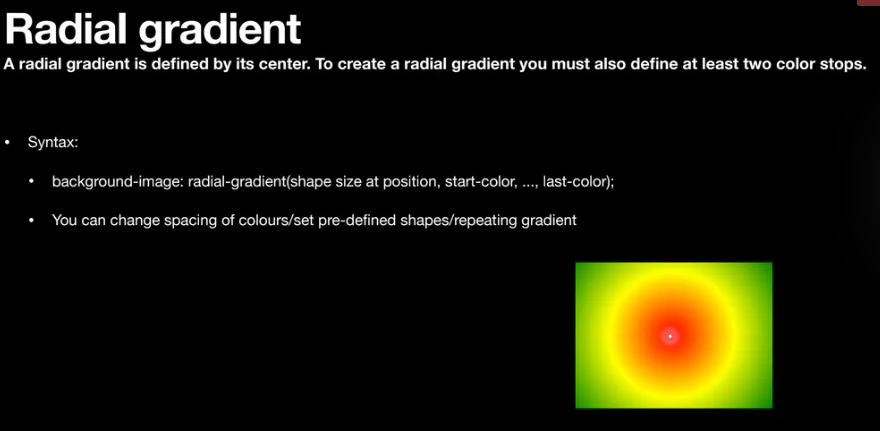 Radial gradient
A radial gradient is defined by its center. To create a radial gradient you must also define at least two color stops.
• Syntax:
• background-image: radial-gradient(shape size at position, start-color, ..., last-color);
• You can change spacing of colours/set pre-defined shapes/repeating gradient